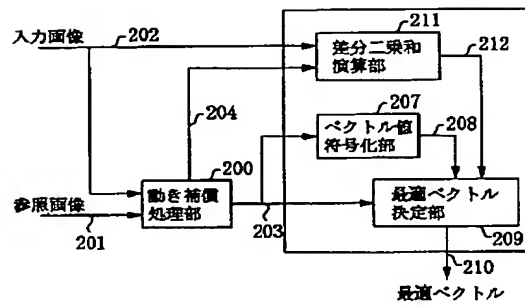 入力画像
202
211
差分二乗和
演算部
212
204
207
ベクトル値
符号化部
208
200
動き補償
処理部
参照画像
201
203
最適ベクトル
決定部
209
210
最適ベクトル